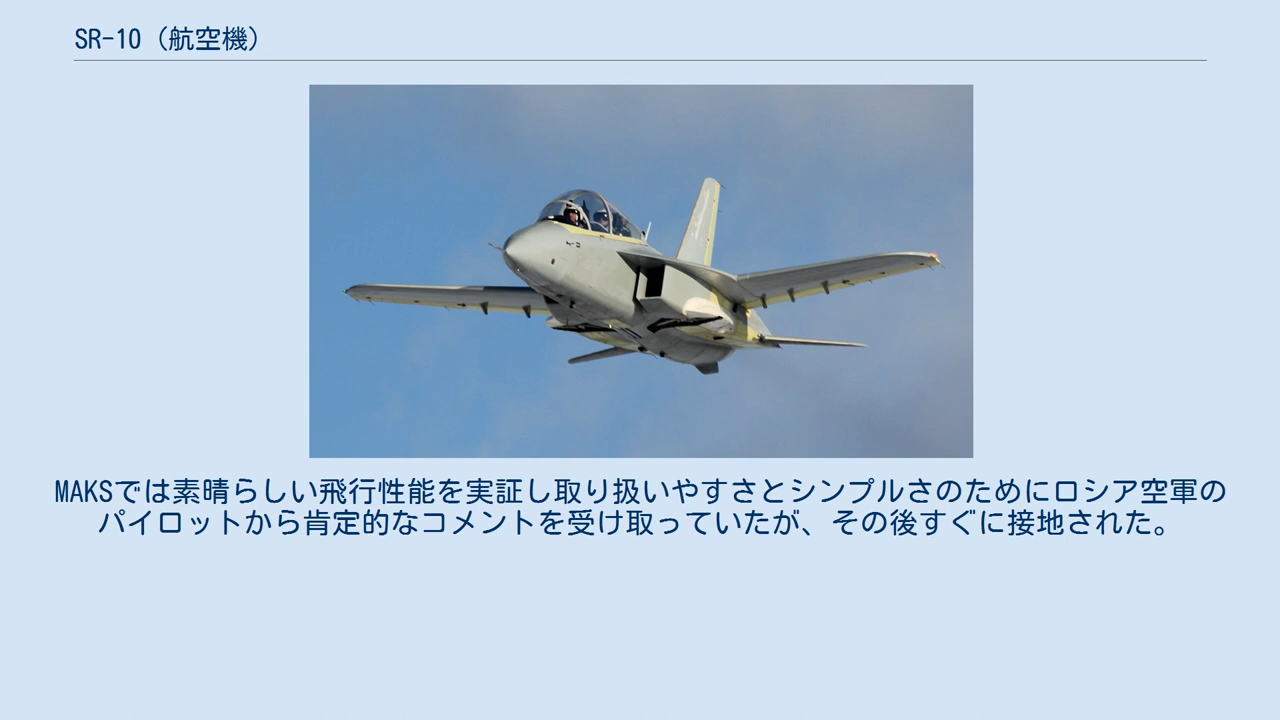 SR-10（航空機）
MAKSでは素晴らしい飛行性能を実証し取り扱いやすさとシンプルさのためにロシア空軍の
パイロットから肯定的なコメントを受け取っていたが、その後すぐに接地された。